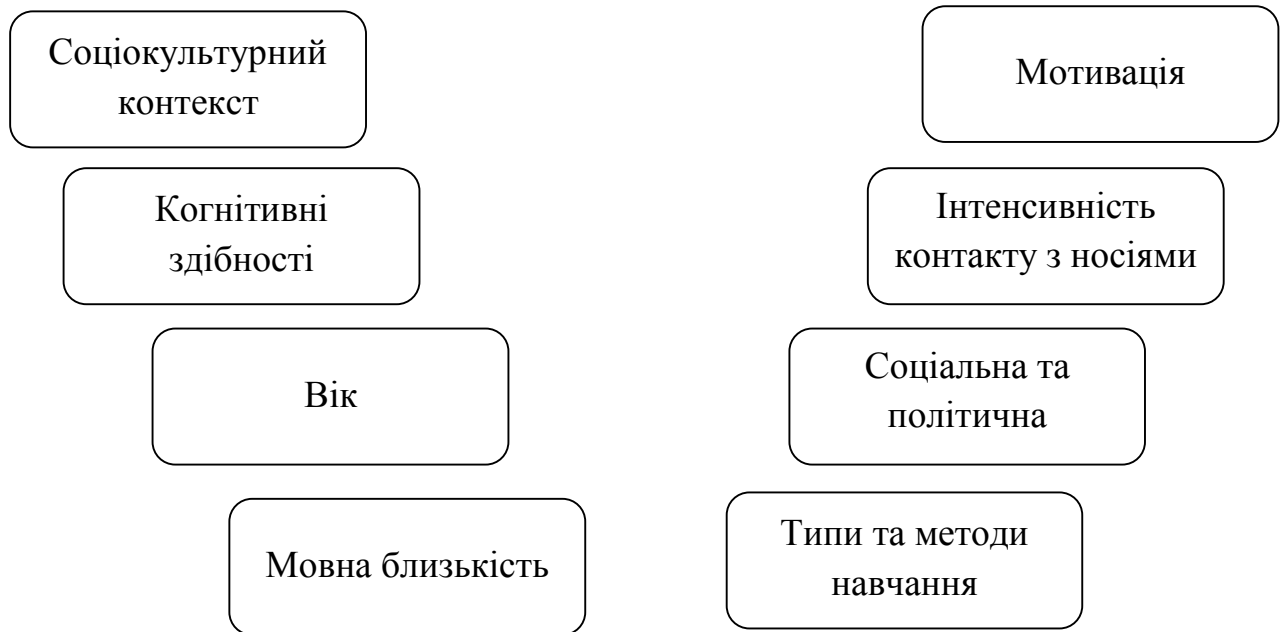 Соціокультурний
контекст
Мотивація
Когнітивні
здібності
Інтенсивність
контакту з носіями
Вік
Соціальна та
політична
Мовна близькість
Типи та методи
навчання